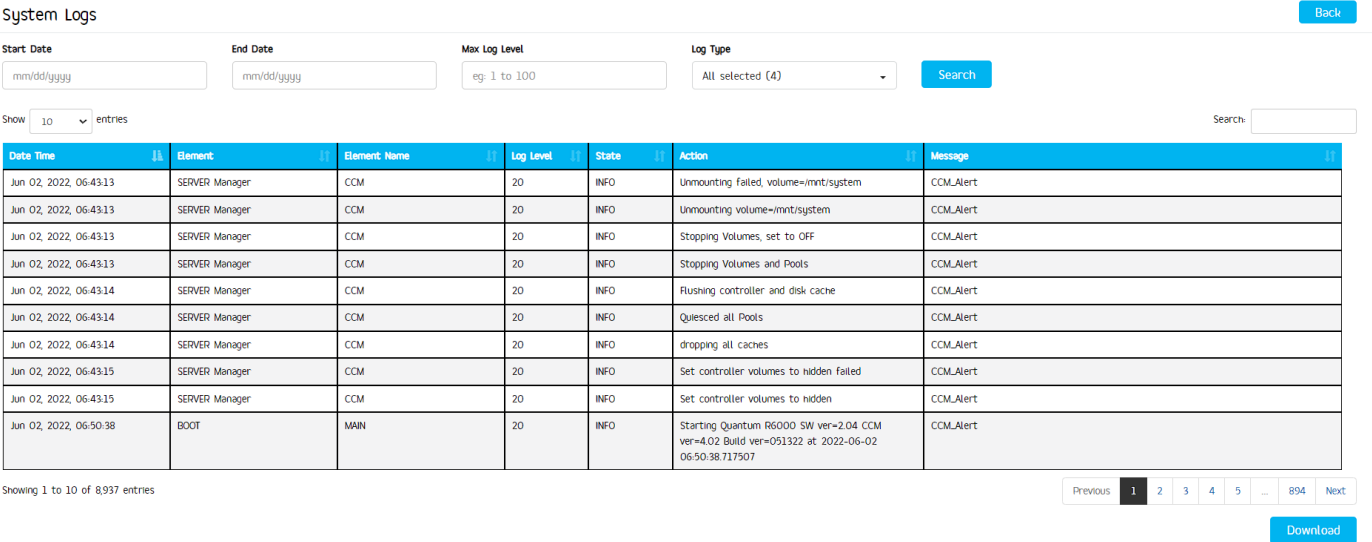 System Logs Back
Start Date End Date Max Log Level Log Type
mm/dd/yyyy mm/dd/yyyy eg: 1 to 100 All selected (4) Search
Show 10 entries Search:
Date Time Element Element Name Log Level State Action Message
Jun 02, 2022, 06:43:13 SERVER Manager CCM 20 INFO Unmounting failed, volume=/mnt/system CCM_Alert
Jun 02, 2022, 06:43:13 SERVER Manager CCM 20 INFO Unmounting volume=/mnt/system CCM_Alert
Jun 02, 2022, 06:43:13 SERVER Manager CCM 20 INFO Stopping Volumes, set to OFF CCM_Alert
Jun 02, 2022, 06:43:13 SERVER Manager CCM 20 INFO Stopping Volumes and Pools CCM_Alert
Jun 02, 2022, 06:43:14 SERVER Manager CCM 20 INFO Flushing controller and disk cache CCM_Alert
Jun 02, 2022, 06:43:14 SERVER Manager CCM 20 INFO Quiesced all Pools CCM_Alert
Jun 02, 2022, 06:43:14 SERVER Manager CCM 20 INFO dropping all caches CCM_Alert
Jun 02, 2022, 06:43:15 SERVER Manager CCM 20 INFO Set controller volumes to hidden failed CCM_Alert
Jun 02, 2022, 06:43:15 SERVER Manager CCM 20 INFO Set controller volumes to hidden CCM_Alert
Jun 02, 2022, 06:50:38 BOOT MAIN 20 INFO Starting Quantum R6000 SW ver=2.04 CCM CCM_Alert
ver=4.02 Build ver=051322 at 2022-06-02
06:50:38.717507
Showing 1 to 10 of 8,937 entries Previous 1 2 3 4 5 ... 894 Next
Download